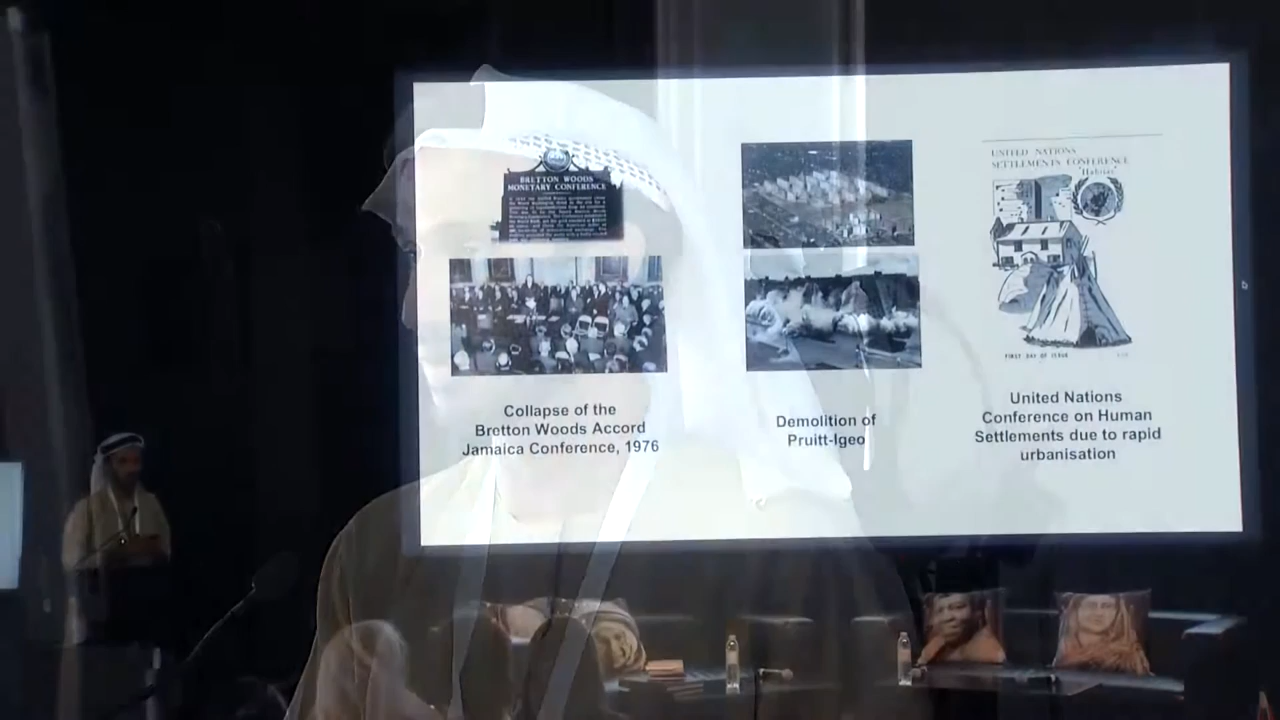 BRETTON WOODS
MONETARY CONFERENCE
Collapse of the
Bretton Woods Accord
Jamaica Conference, 1976
Demolition of
Pruitt-Igeo
UNITED NATIONS
SETTLEMENTS CONFERENCE
"Habitat"
FIRST DAY OF ISSUE
United Nations
Conference on Human
Settlements due to rapid
urbanisation